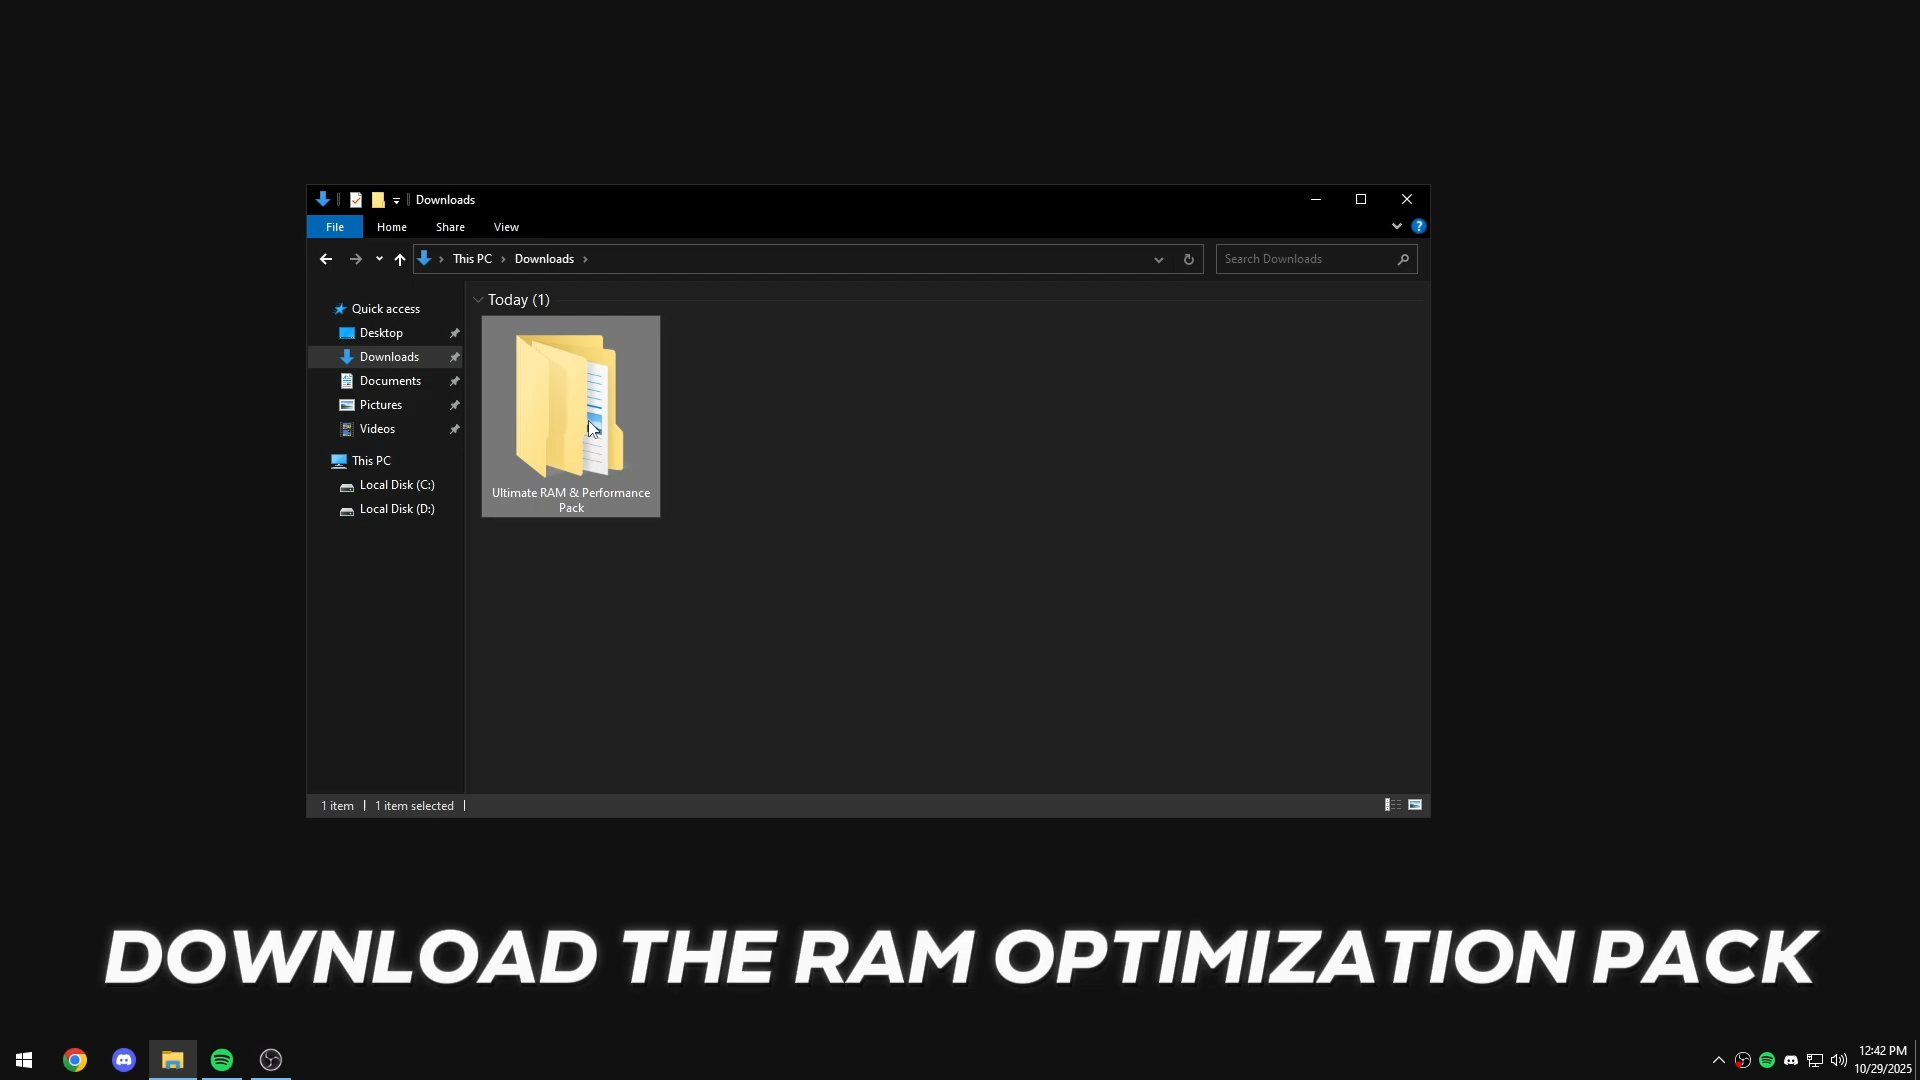 Downloads
File Home Share View
This PC Downloads
Search Downloads
Quick access
Desktop
Downloads
Documents
Pictures
Videos
This PC
Local Disk (C:)
Local Disk (D:)
Today (1)
Ultimate RAM & Performance
Pack
1 item 1 item selected
DOWNLOAD THE RAM OPTIMIZATION PACK
12:42 PM
10/29/2025